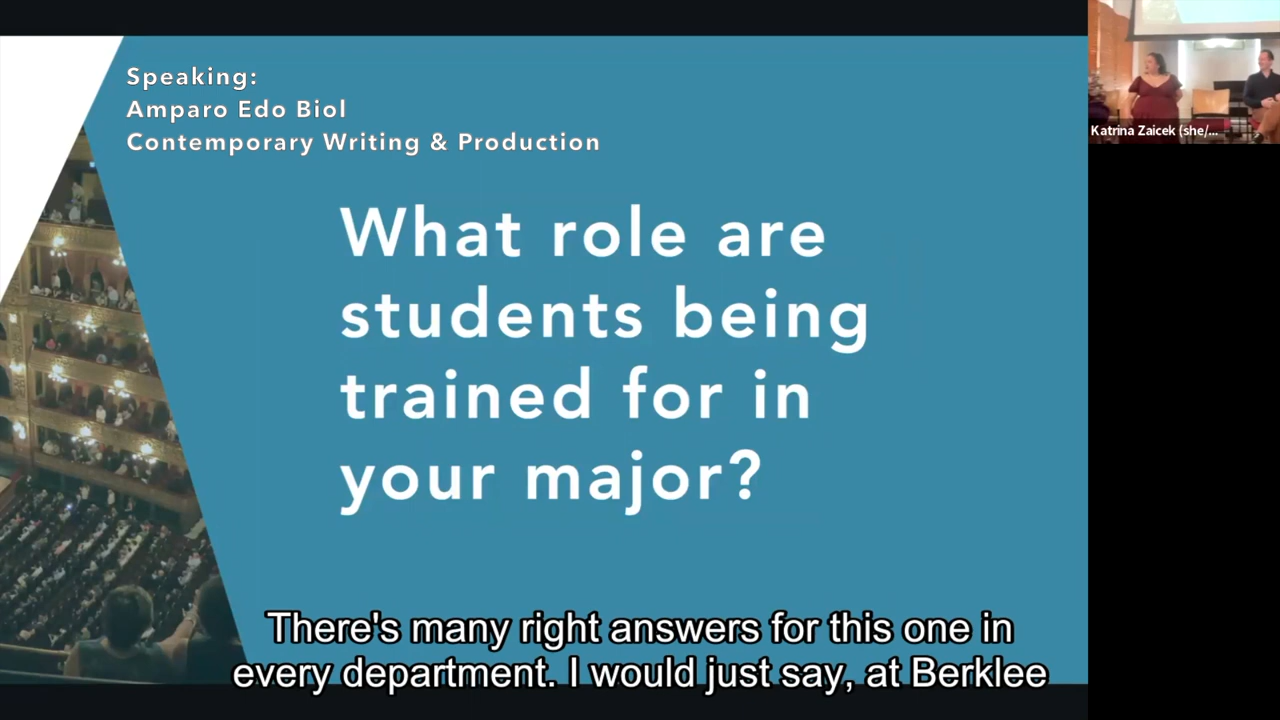 Speaking:
Amparo Edo Biol
Contemporary Writing & Production
Katrina Zaicek (she/...
What role are
students being
trained for in
your major?
There's many right answers for this one in
every department. I would just say, at Berklee